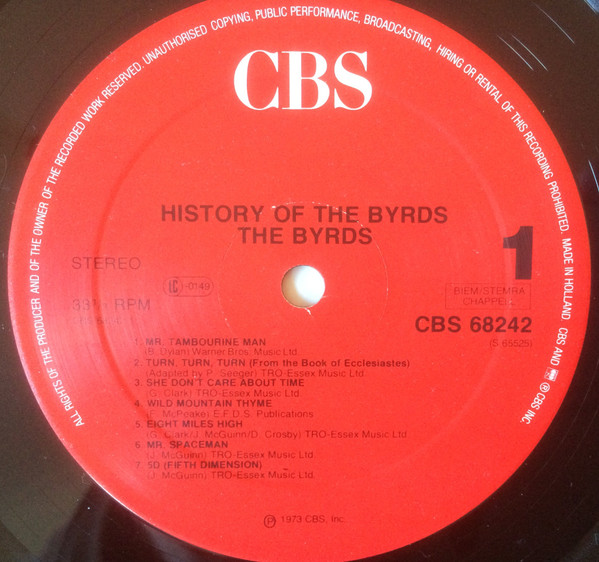 ALL RIGHTS OF THE PRODUCER AND OF THE OWNER OF THE RECORDED WORK RESERVED. UNAUTHORISED COPYING, PUBLIC PERFORMANCE, BROADCASTING, HIRING OR RENTAL OF THIS RECORDING PROHIBITED. MADE IN HOLLAND CBS AND ℗ CBS INC.
CBS
HISTORY OF THE BYRDS
THE BYRDS
STEREO
LC 0149
1
BIEM/STEMRA
CHAPPELL
33⅓ RPM
CBS 68242
(S 65525)
1. MR. TAMBOURINE MAN
(B. Dylan) Warner Bros. Music Ltd.
2. TURN, TURN, TURN (From the Book of Ecclesiastes)
(Adapted by P. Seeger) TRO-Essex Music Ltd.
3. SHE DON'T CARE ABOUT TIME
(G. Clark) TRO-Essex Music Ltd.
4. WILD MOUNTAIN THYME
(F. McPeake) E.F.D.S. Publications
5. EIGHT MILES HIGH
(G. Clark/J. McGuinn/D. Crosby) TRO-Essex Music Ltd.
6. MR. SPACEMAN
(J. McGuinn) TRO-Essex Music Ltd.
7. 5D (FIFTH DIMENSION)
(J. McGuinn) TRO-Essex Music Ltd.
℗ 1973 CBS, Inc.